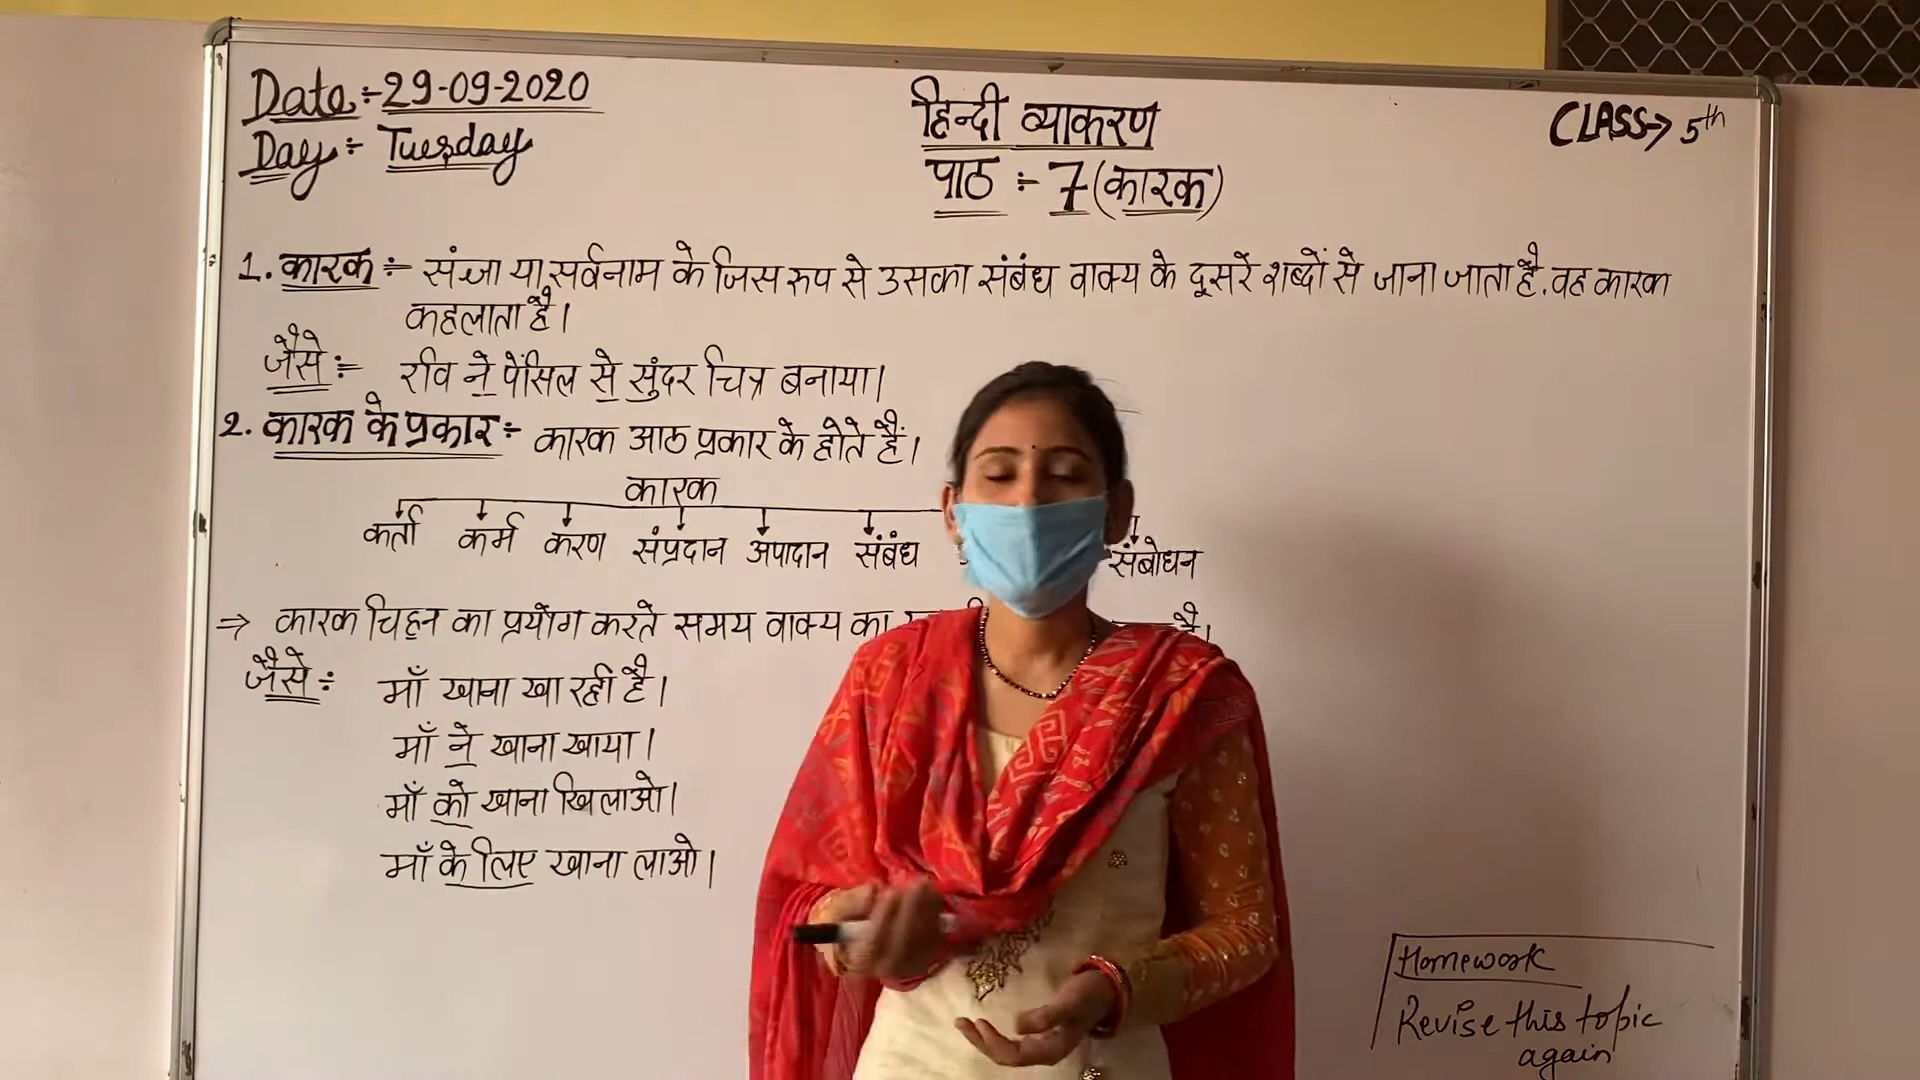 Date:- 29-09-2020
Day:- Tuesday
हिन्दी व्याकरण
पाठ :- 7 (कारक)
CLASS→ 5th
1. कारक :- संज्ञा या सर्वनाम के जिस रुप से उसका संबंध वाक्य के दूसरे शब्दों से जाना जाता है, वह कारक
कहलाता है।
जैसे :- रवि ने पेंसिल से सुंदर चित्र बनाया।
2. कारक के प्रकार :- कारक आठ प्रकार के होते हैं।
कारक
कर्ता कर्म करण संप्रदान अपादान संबंध संबोधन
⇒ कारक चिह्न का प्रयोग करते समय वाक्य का है।
जैसे :- माँ खाना खा रही है।
माँ ने खाना खाया।
माँ को खाना खिलाओ।
माँ के लिए खाना लाओ।
Homework
Revise this topic
again